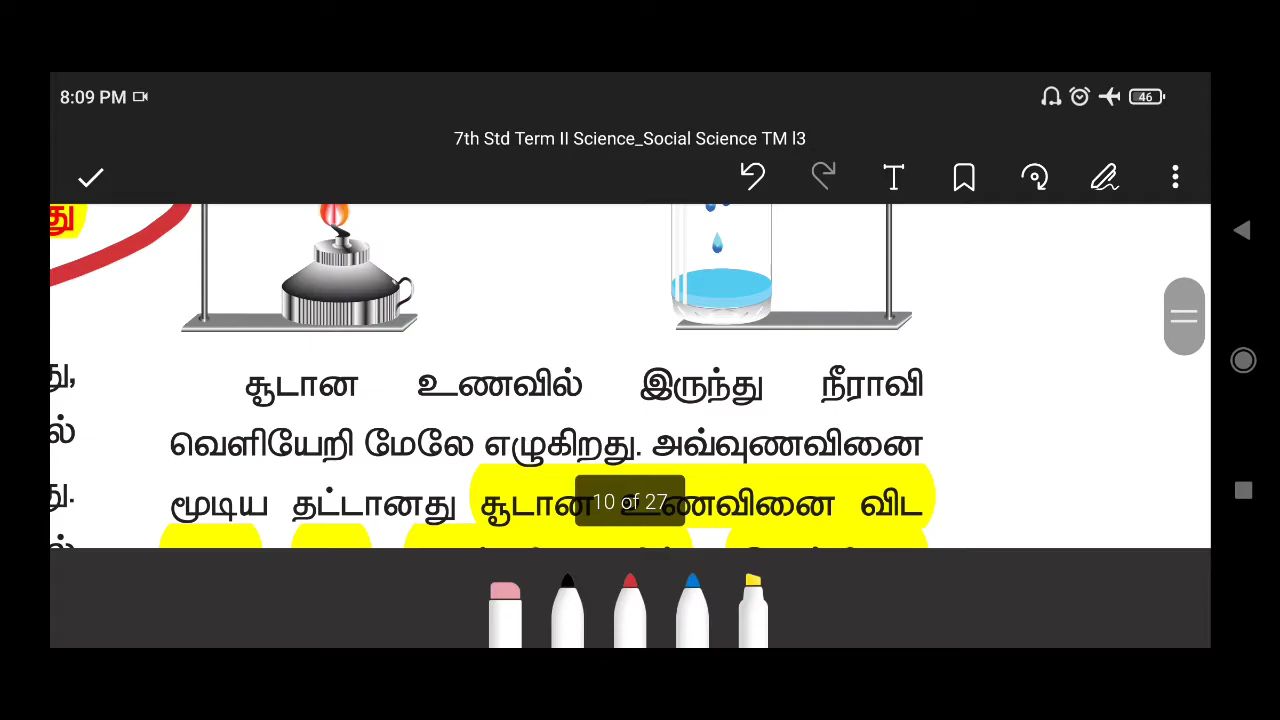 8:09 PM
46
7th Std Term II Science_Social Science TM l3
து
சூடான உணவில் இருந்து நீராவி
வெளியேறி மேலே எழுகிறது. அவ்வுணவினை
மூடிய தட்டானது சூடான உணவினை விட
10 of 27
து,
ல்
து.